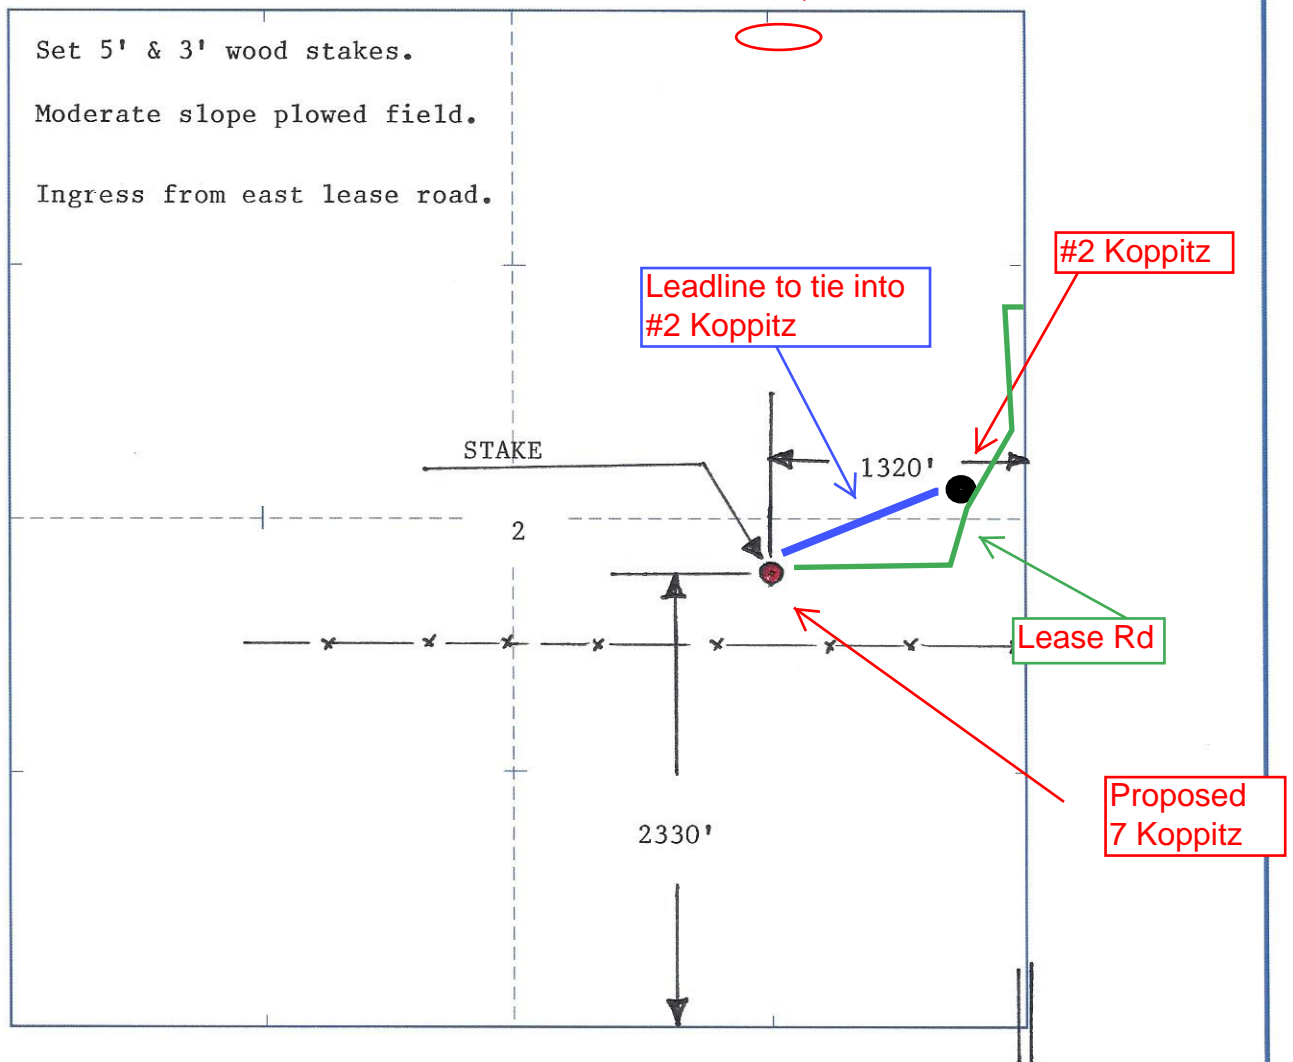 Set 5' & 3' wood stakes.
Moderate slope plowed field.
Ingress from east lease road.
#2 Koppitz
Leadline to tie into
#2 Koppitz
STAKE
1320'
2
Lease Rd
Proposed
7 Koppitz
2330'